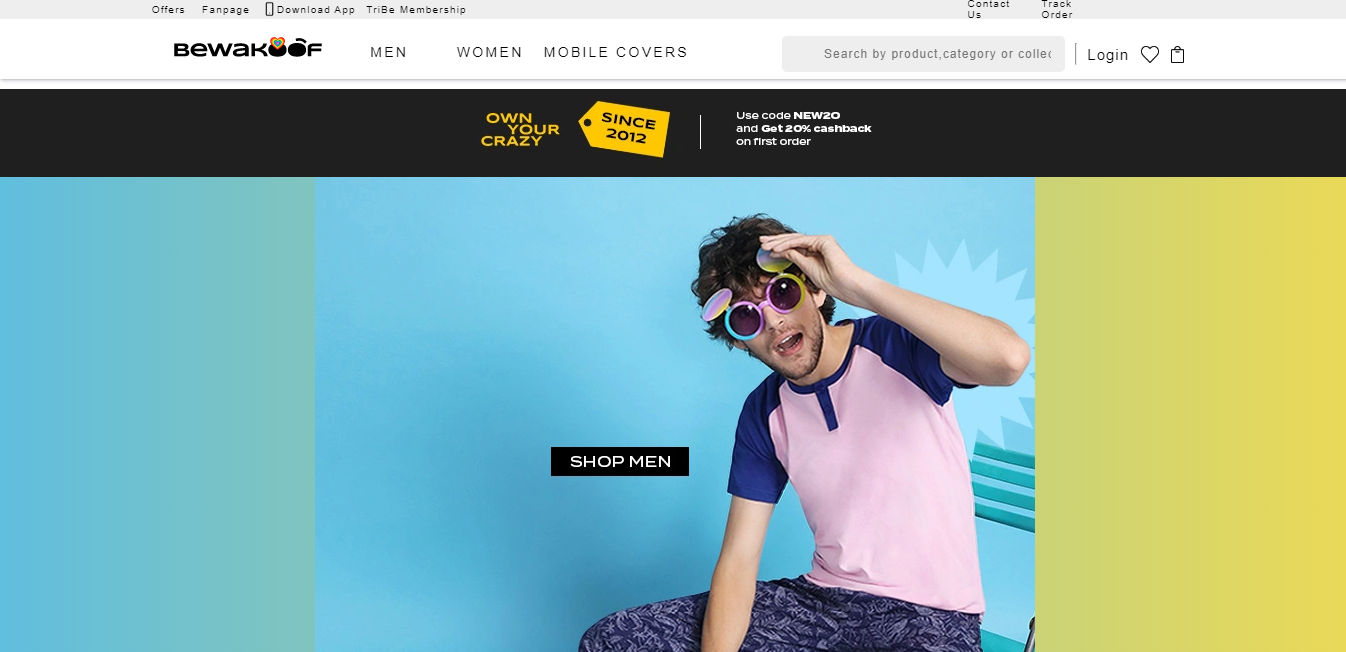 Offers Fanpage Download App TriBe Membership Contact Us Track Order
BEWAKOOF MEN WOMEN MOBILE COVERS Search by product,category or collec Login
OWN
YOUR
CRAZY
SINCE
2012
Use code NEW20
and Get 20% cashback
on first order
SHOP MEN